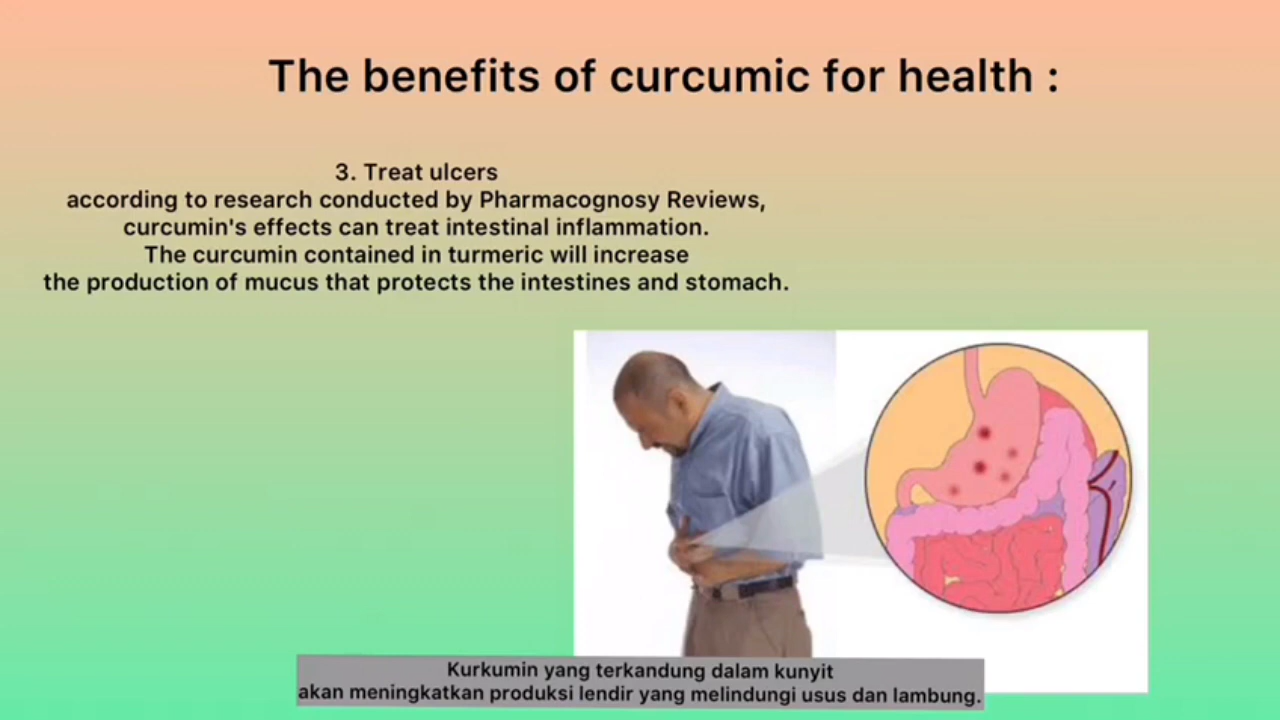 The benefits of curcumic for health :
3. Treat ulcers
according to research conducted by Pharmacognosy Reviews,
curcumin's effects can treat intestinal inflammation.
The curcumin contained in turmeric will increase
the production of mucus that protects the intestines and stomach.
Kurkumin yang terkandung dalam kunyit
akan meningkatkan produksi lendir yang melindungi usus dan lambung.